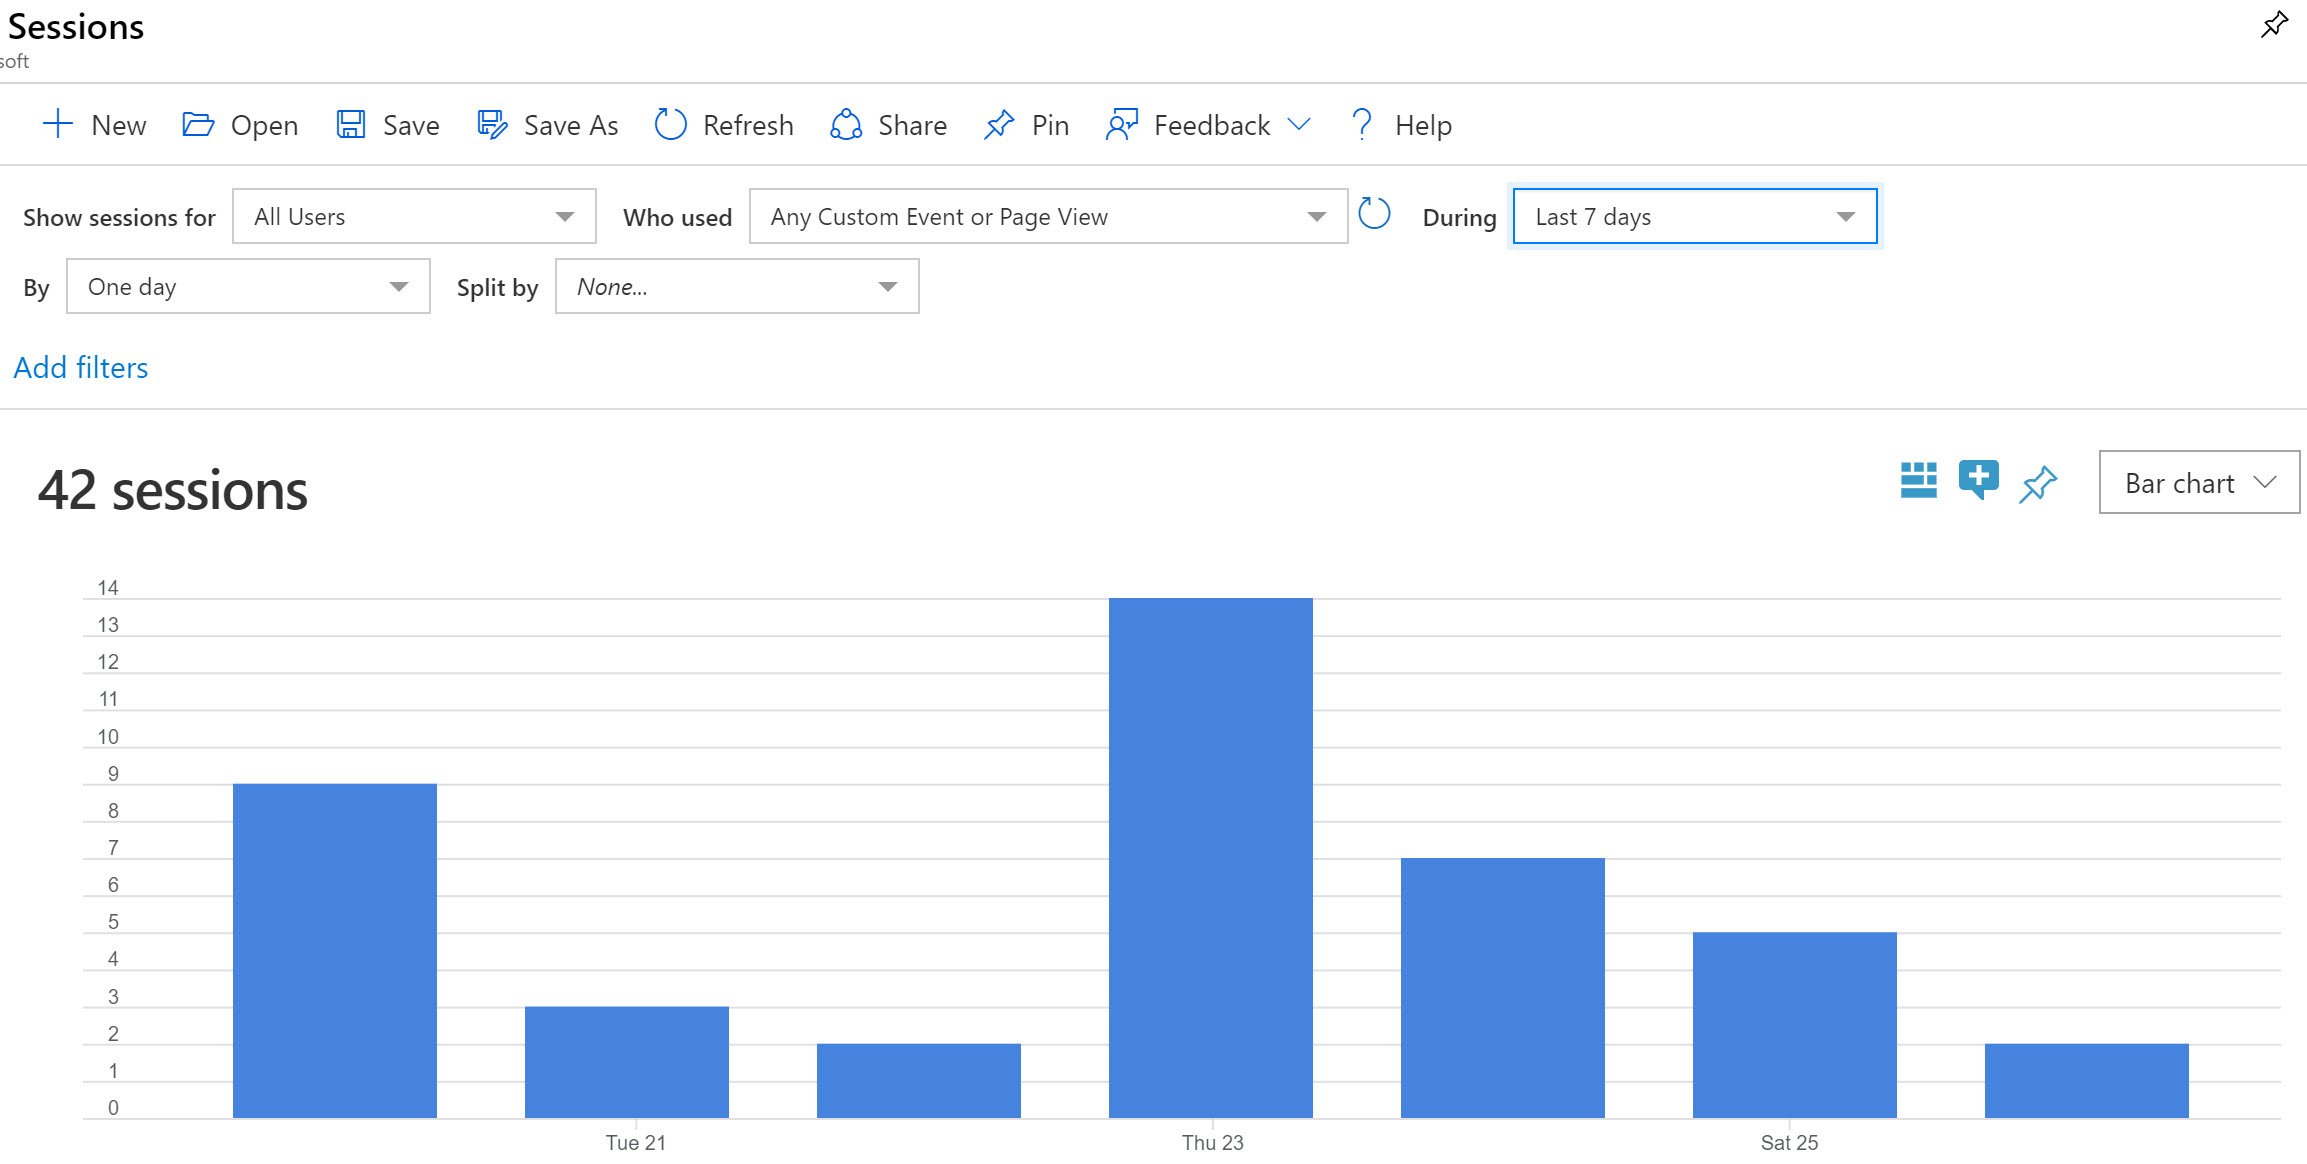 Sessions
soft
New Open Save Save As Refresh Share Pin Feedback Help
Show sessions for All Users Who used Any Custom Event or Page View During Last 7 days
By One day Split by None...
Add filters
42 sessions
Bar chart
14
13
12
11
10
9
8
7
6
5
4
3
2
1
0
Tue 21 Thu 23 Sat 25